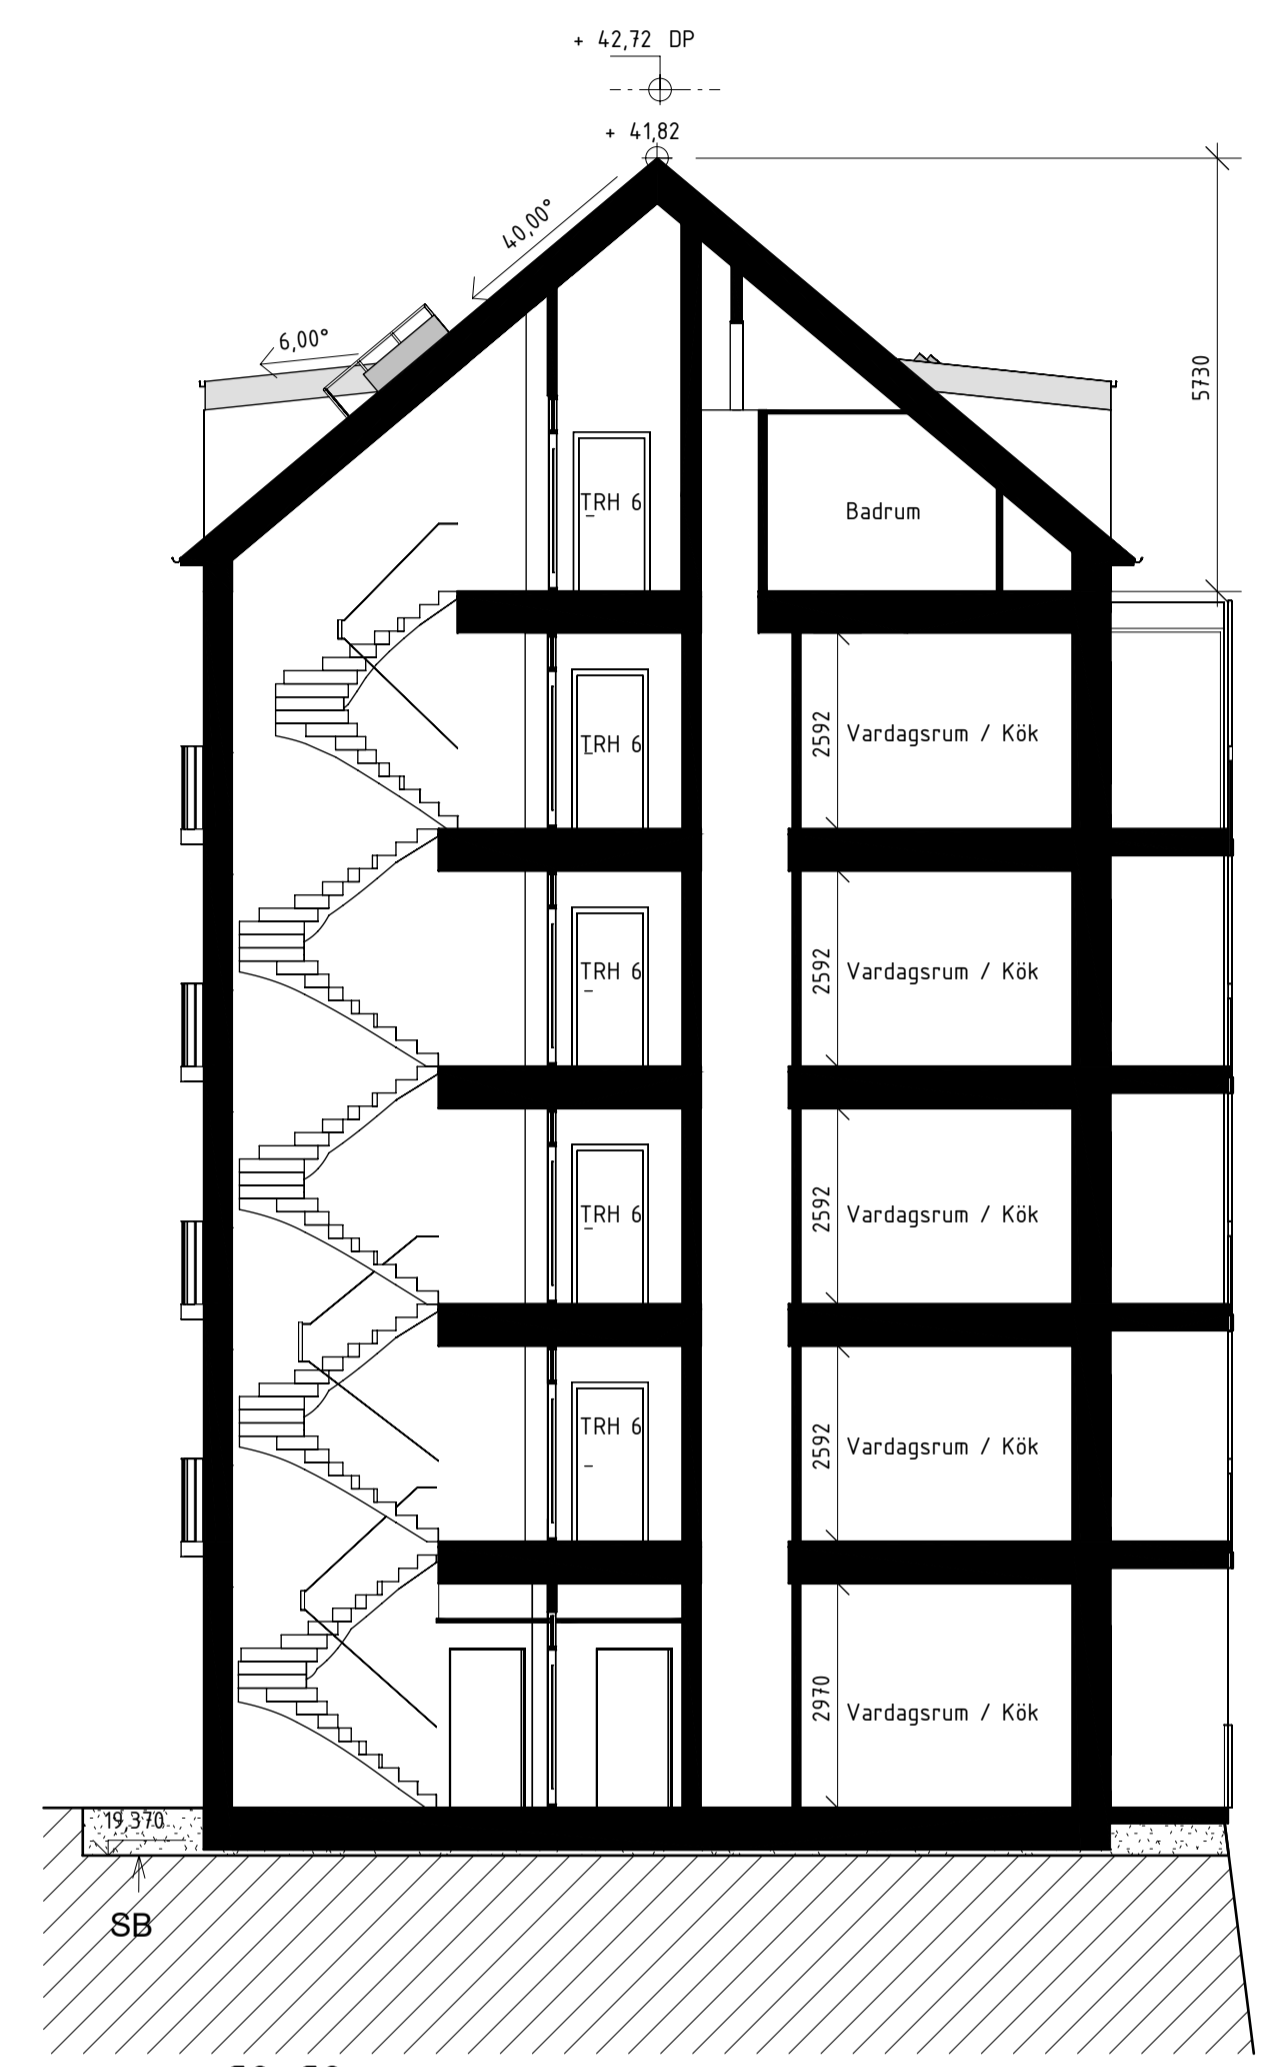 + 42,72 DP
+ 41,82
40,00°
6,00°
5730
TRH 6
Badrum
TRH 6
2592
Vardagsrum / Kök
TRH 6
2592
Vardagsrum / Kök
TRH 6
2592
Vardagsrum / Kök
TRH 6
2592
Vardagsrum / Kök
2970
Vardagsrum / Kök
19,370
SB